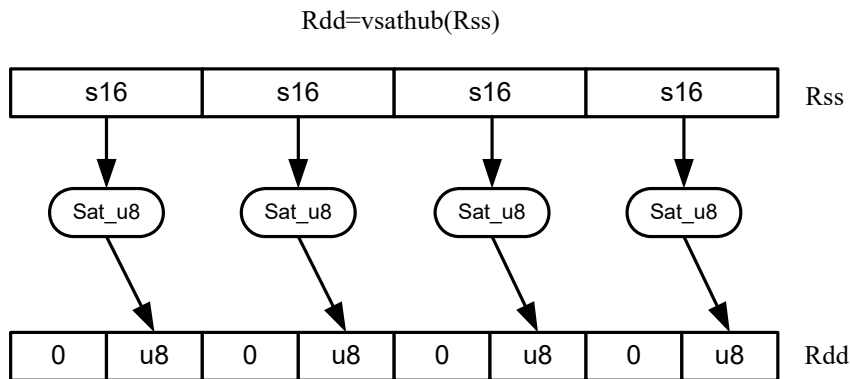 Rdd=vsathub(Rss)
s16 s16 s16 s16 Rss
Sat_u8 Sat_u8 Sat_u8 Sat_u8
0 u8 0 u8 0 u8 0 u8 Rdd